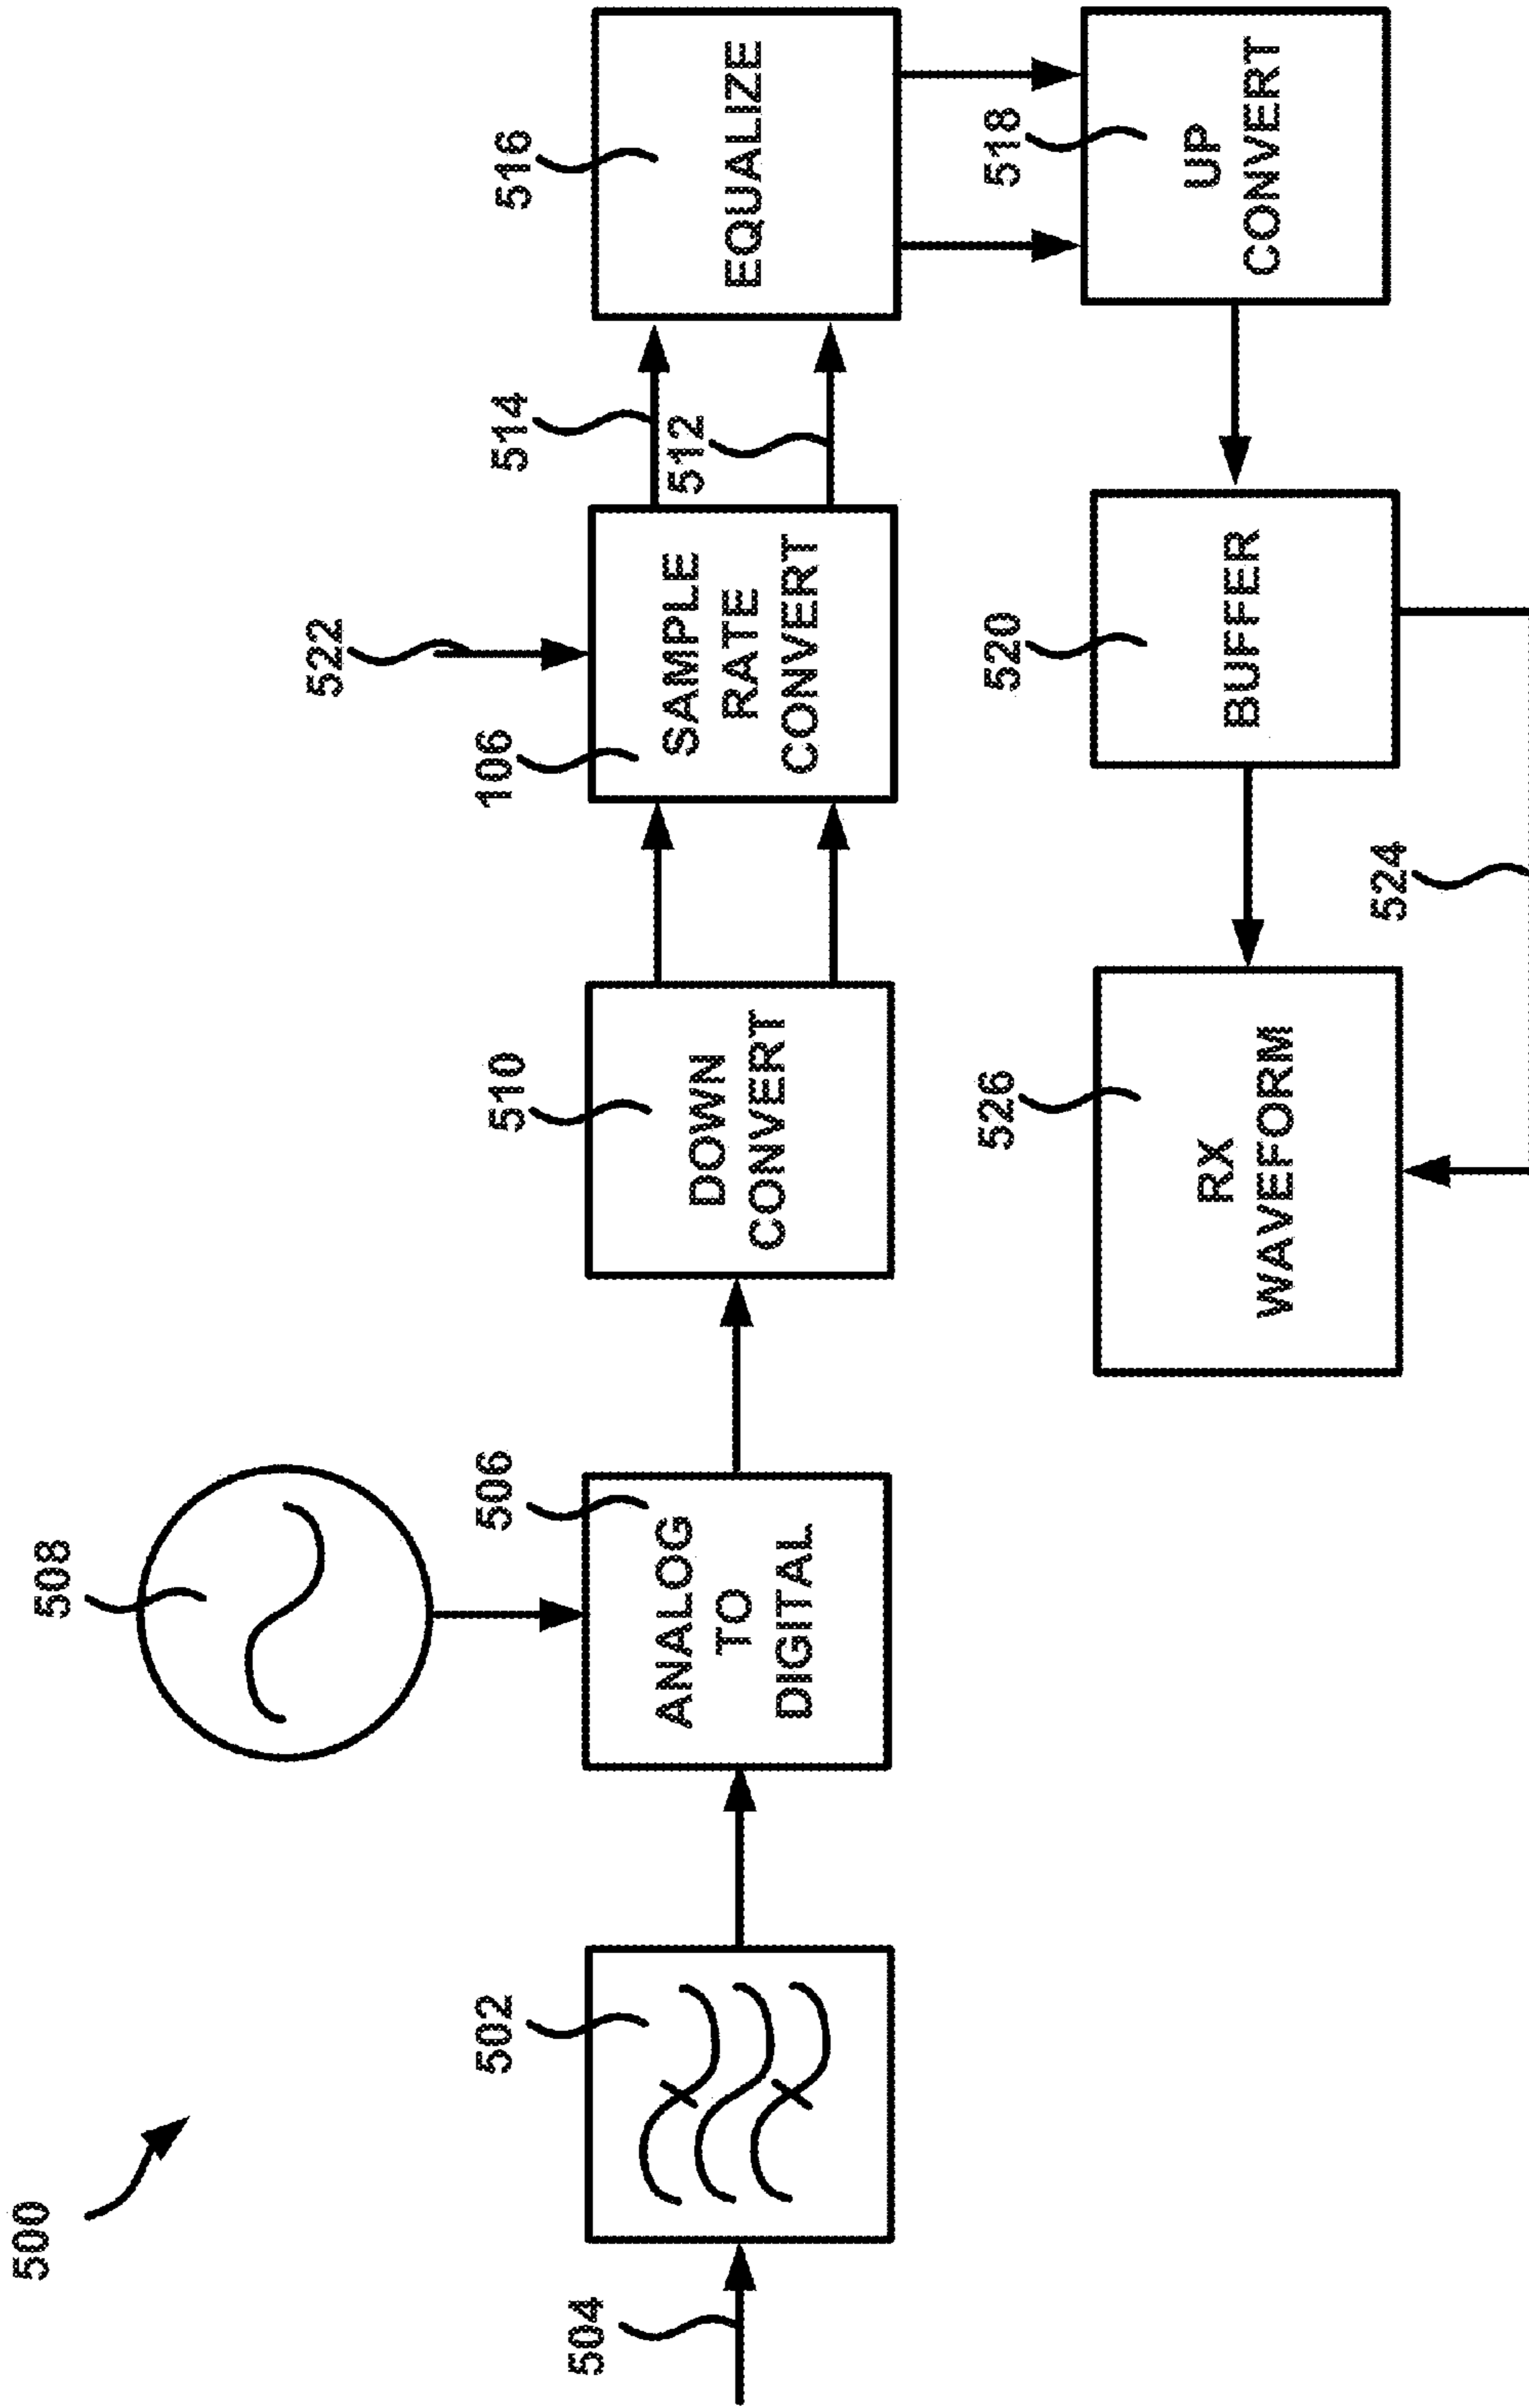 500
508
522
504
502
506
ANALOG
TO
DIGITAL
510
DOWN
CONVERT
106
SAMPLE
RATE
CONVERT
514
512
516
EQUALIZE
518
UP
CONVERT
520
BUFFER
524
526
RX
WAVEFORM